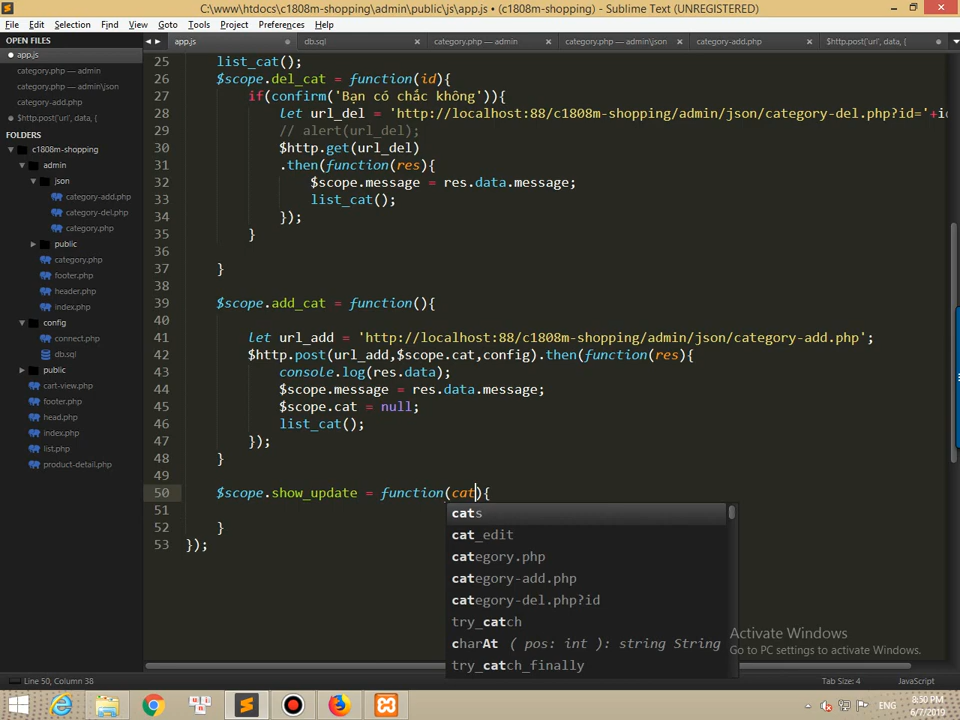 C:\www\htdocs\c1808m-shopping\admin\public\js\app.js • (c1808m-shopping) - Sublime Text (UNREGISTERED)
File Edit Selection Find View Goto Tools Project Preferences Help
OPEN FILES
app.js
category.php — admin
category.php — admin\json
category-add.php
$http.post('url', data, {
FOLDERS
c1808m-shopping
admin
json
category-add.php
category-del.php
category.php
public
category.php
footer.php
header.php
index.php
config
connect.php
db.sql
public
cart-view.php
footer.php
head.php
index.php
list.php
product-detail.php
app.js db.sql category.php — admin category.php — admin\json category-add.php $http.post('url', data, {
25 list_cat();
26 $scope.del_cat = function(id){
27 if(confirm('Bạn có chắc không')){
28 let url_del = 'http://localhost:88/c1808m-shopping/admin/json/category-del.php?id='+id
29 // alert(url_del);
30 $http.get(url_del)
31 .then(function(res){
32 $scope.message = res.data.message;
33 list_cat();
34 });
35 }
36
37 }
38
39 $scope.add_cat = function(){
40
41 let url_add = 'http://localhost:88/c1808m-shopping/admin/json/category-add.php';
42 $http.post(url_add,$scope.cat,config).then(function(res){
43 console.log(res.data);
44 $scope.message = res.data.message;
45 $scope.cat = null;
46 list_cat();
47 });
48 }
49
50 $scope.show_update = function(cat){
51
52 }
53 });
cats
cat_edit
category.php
category-add.php
category-del.php?id
try_catch
charAt ( pos: int ): string String
try_catch_finally
Activate Windows
Go to PC settings to activate Windows.
Line 50, Column 38 Tab Size: 4 JavaScript
ENG
8:50 PM
6/7/2019